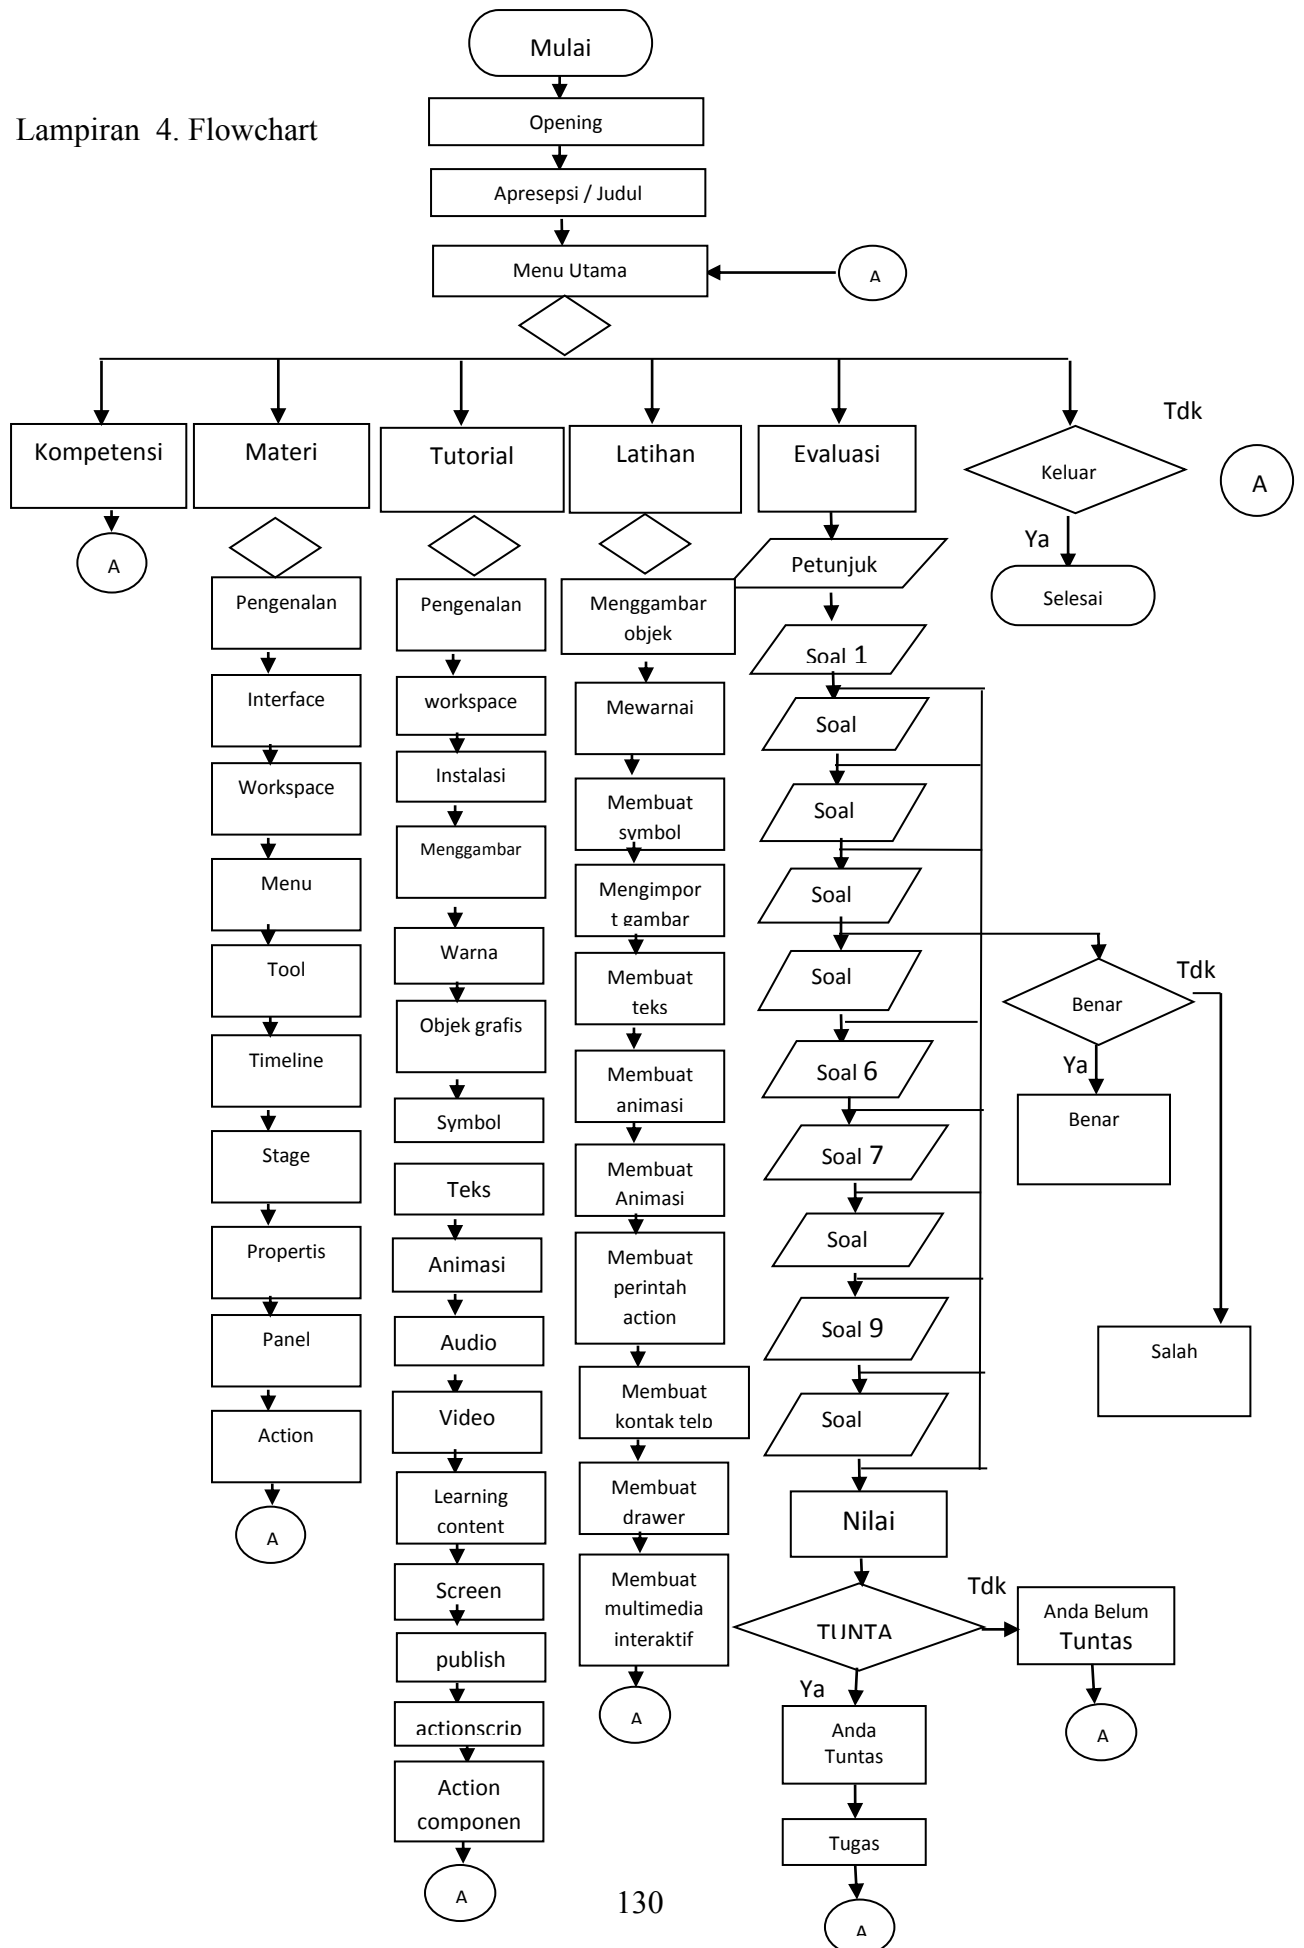 Mulai
Lampiran 4. Flowchart
Opening
Apresepsi / Judul
Menu Utama
A
Kompetensi
A
Materi
Pengenalan
Interface
Workspace
Menu
Tool
Timeline
Stage
Propertis
Panel
Action
A
Tutorial
Pengenalan
workspace
Instalasi
Menggambar
Warna
Objek grafis
Symbol
Teks
Animasi
Audio
Video
Learning
content
Screen
publish
actionscrip
Action
componen
A
Latihan
Menggambar
objek
Mewarnai
Membuat
symbol
Mengimpor
t gambar
Membuat
teks
Membuat
animasi
Membuat
Animasi
Membuat
perintah
action
Membuat
kontak telp
Membuat
drawer
Membuat
multimedia
interaktif
A
Evaluasi
Petunjuk
Soal 1
Soal
Soal
Soal
Soal
Soal 6
Soal 7
Soal
Soal 9
Soal
Nilai
TUNTA
Ya
Anda
Tuntas
Tugas
A
Tdk
Anda Belum
Tuntas
A
Benar
Tdk
Ya
Benar
Salah
Keluar
Tdk
A
Ya
Selesai
130